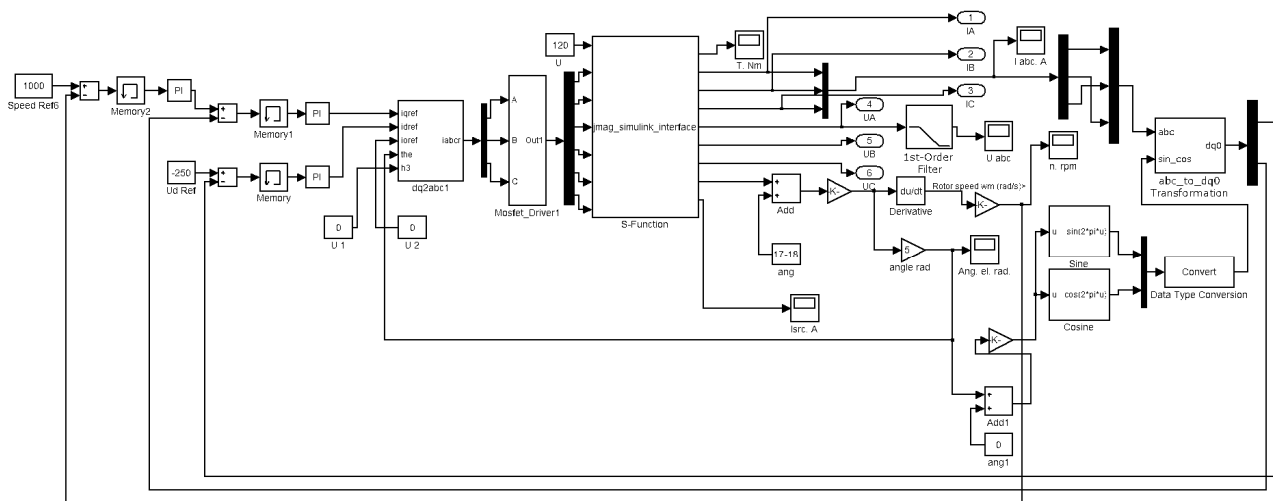 1000
Speed Ref6
+
-
Memory2
PI
+
-
Memory1
PI
-250
Ud Ref
+
-
Memory
PI
iqref
idref
ioref
the
h3
iabcr
dq2abc1
0
U 1
0
U 2
A
B
C
Out1
Mosfet_Driver1
120
U
jmag_simulink_interface
S-Function
T. Nm
1
IA
2
IB
3
IC
4
UA
5
UB
6
UC
I abc. A
1st-Order
Filter
U abc
n. rpm
+
+
Add
17-18
ang
-K-
du/dt
Derivative
Rotor speed wm (rad/s)>
-K-
5
angle rad
Ang. el. rad.
Isrc. A
-K-
+
+
Add1
0
ang1
u
sin(2*pi*u)
Sine
u
cos(2*pi*u)
Cosine
Convert
Data Type Conversion
abc
sin_cos
dq0
abc_to_dq0
Transformation